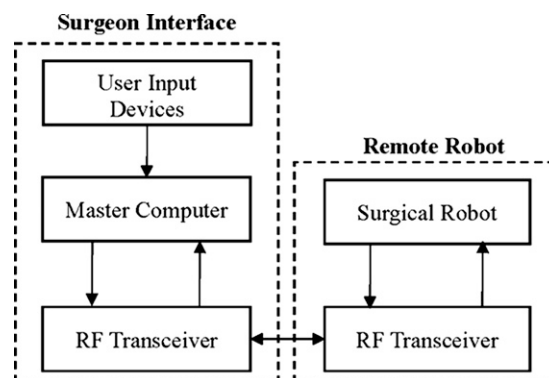 Surgeon Interface
User Input
Devices
Master Computer
RF Transceiver
Remote Robot
Surgical Robot
RF Transceiver